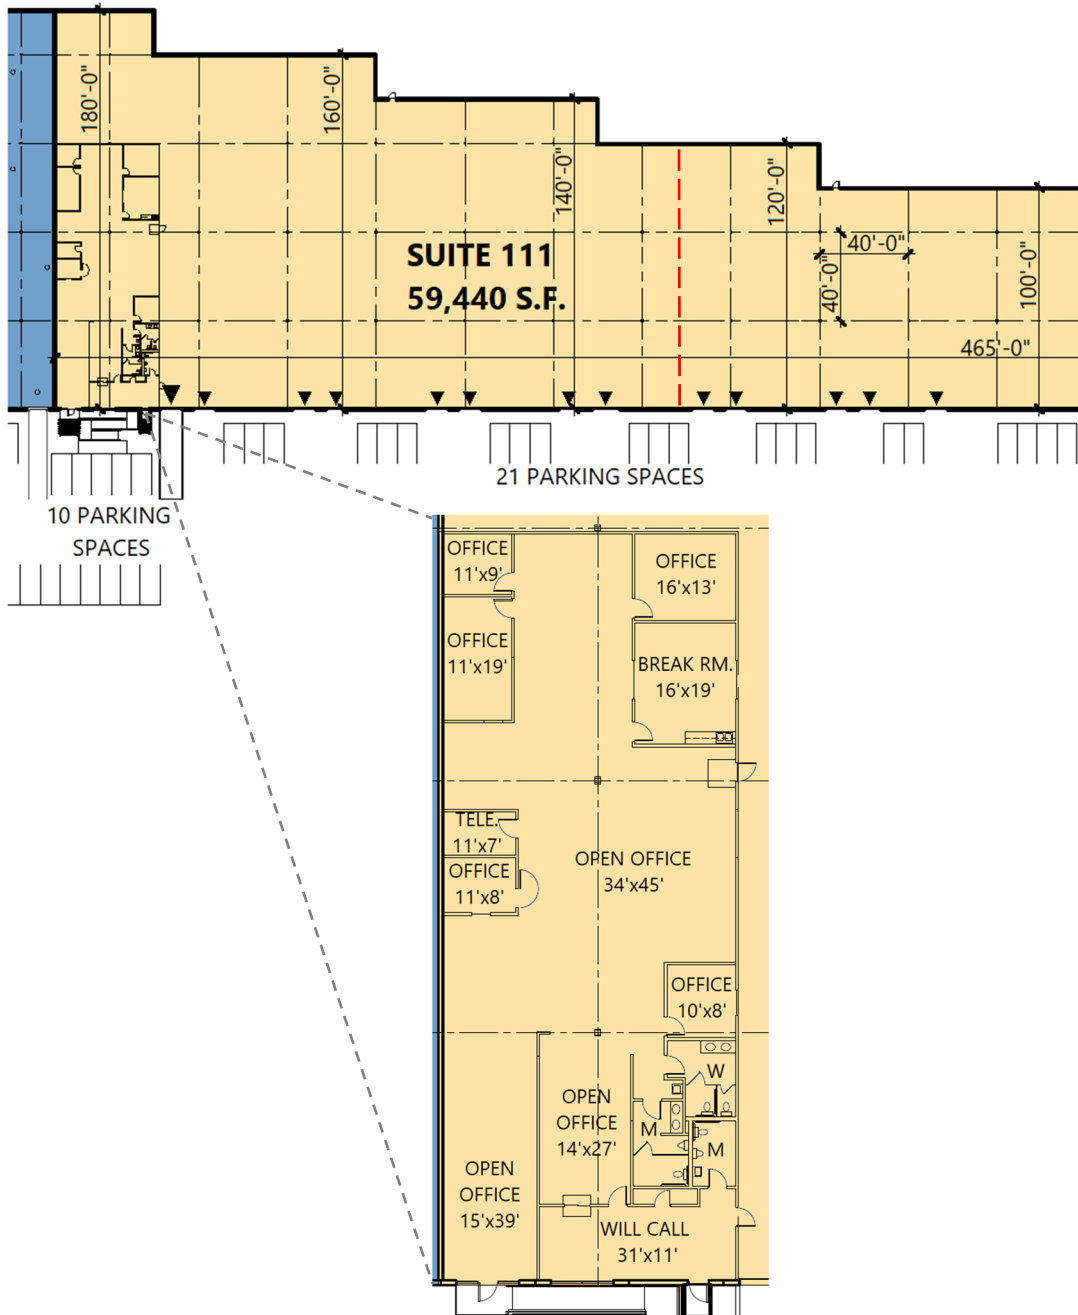 180'-0"
160'-0"
140'-0"
120'-0"
100'-0"
40'-0"
40'-0"
465'-0"
SUITE 111
59,440 S.F.
21 PARKING SPACES
10 PARKING
SPACES
OFFICE
11'x9'
OFFICE
16'x13'
OFFICE
11'x19'
BREAK RM.
16'x19'
TELE.
11'x7'
OFFICE
11'x8'
OPEN OFFICE
34'x45'
OFFICE
10'x8'
W
OPEN
OFFICE
14'x27'
M
M
OPEN
OFFICE
15'x39'
WILL CALL
31'x11'